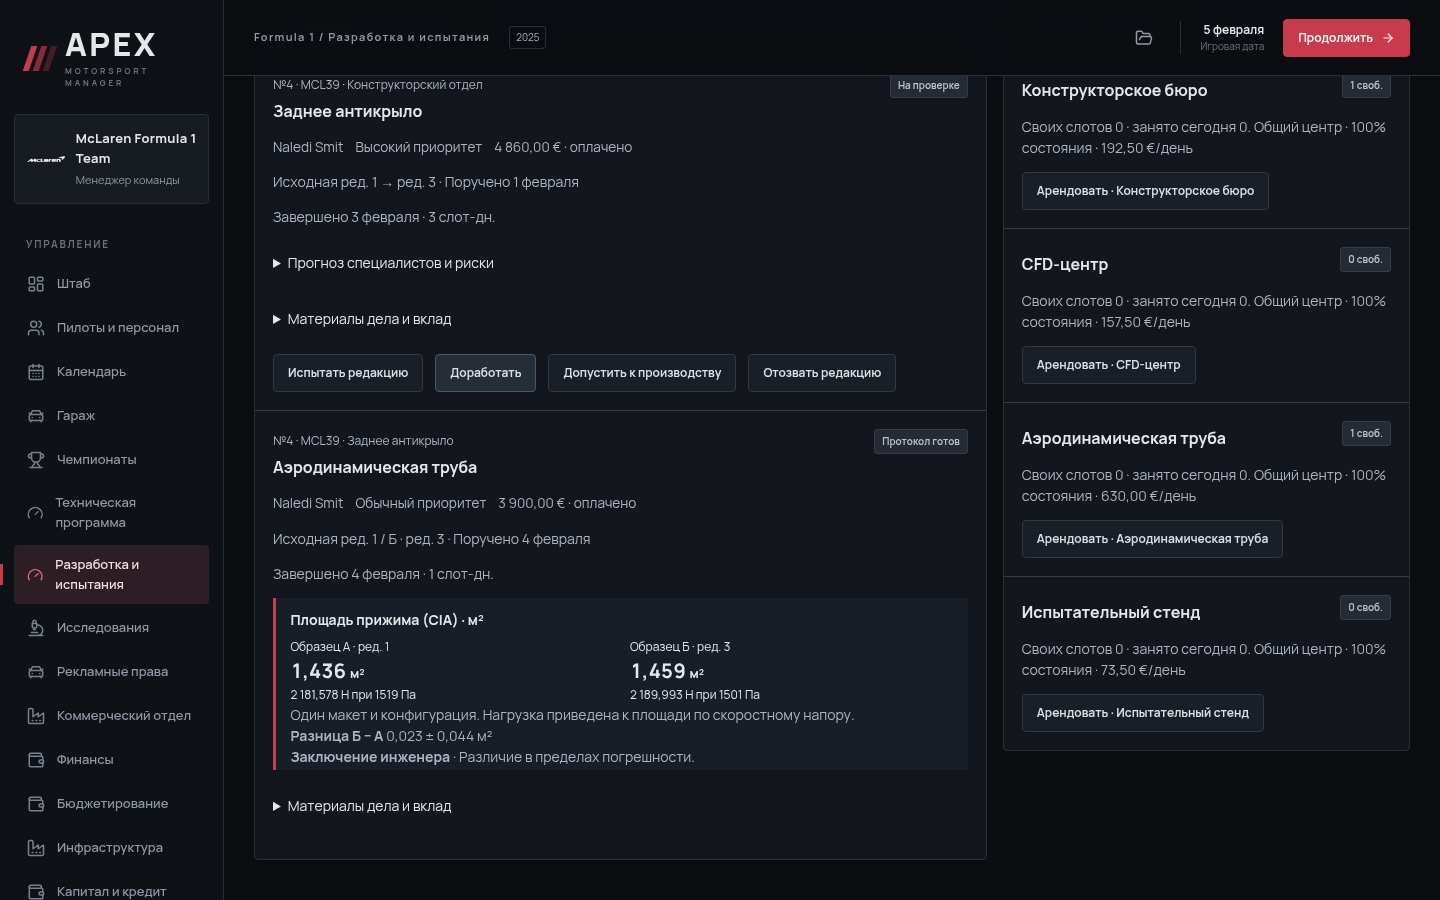 APEX
MOTORSPORT
MANAGER
McLaren Formula 1
Team
Менеджер команды
УПРАВЛЕНИЕ
Штаб
Пилоты и персонал
Календарь
Гараж
Чемпионаты
Техническая
программа
Разработка и
испытания
Исследования
Рекламные права
Коммерческий отдел
Финансы
Бюджетирование
Инфраструктура
Капитал и кредит
Formula 1 / Разработка и испытания 2025
5 февраля
Игровая дата
Продолжить →
№4 · MCL39 · Конструкторский отдел
На проверке
Заднее антикрыло
Naledi Smit Высокий приоритет 4 860,00 € · оплачено
Исходная ред. 1 → ред. 3 · Поручено 1 февраля
Завершено 3 февраля · 3 слот-дн.
▶ Прогноз специалистов и риски
▶ Материалы дела и вклад
Испытать редакцию Доработать Допустить к производству Отозвать редакцию
№4 · MCL39 · Заднее антикрыло
Протокол готов
Аэродинамическая труба
Naledi Smit Обычный приоритет 3 900,00 € · оплачено
Исходная ред. 1 / Б · ред. 3 · Поручено 4 февраля
Завершено 4 февраля · 1 слот-дн.
Площадь прижима (ClA) · м²
Образец А · ред. 1 Образец Б · ред. 3
1,436 м² 1,459 м²
2 181,578 Н при 1519 Па 2 189,993 Н при 1501 Па
Один макет и конфигурация. Нагрузка приведена к площади по скоростному напору.
Разница Б − А 0,023 ± 0,044 м²
Заключение инженера · Различие в пределах погрешности.
▶ Материалы дела и вклад
Конструкторское бюро
1 своб.
Своих слотов 0 · занято сегодня 0. Общий центр · 100%
состояния · 192,50 €/день
Арендовать · Конструкторское бюро
CFD-центр
0 своб.
Своих слотов 0 · занято сегодня 0. Общий центр · 100%
состояния · 157,50 €/день
Арендовать · CFD-центр
Аэродинамическая труба
1 своб.
Своих слотов 0 · занято сегодня 0. Общий центр · 100%
состояния · 630,00 €/день
Арендовать · Аэродинамическая труба
Испытательный стенд
0 своб.
Своих слотов 0 · занято сегодня 0. Общий центр · 100%
состояния · 73,50 €/день
Арендовать · Испытательный стенд